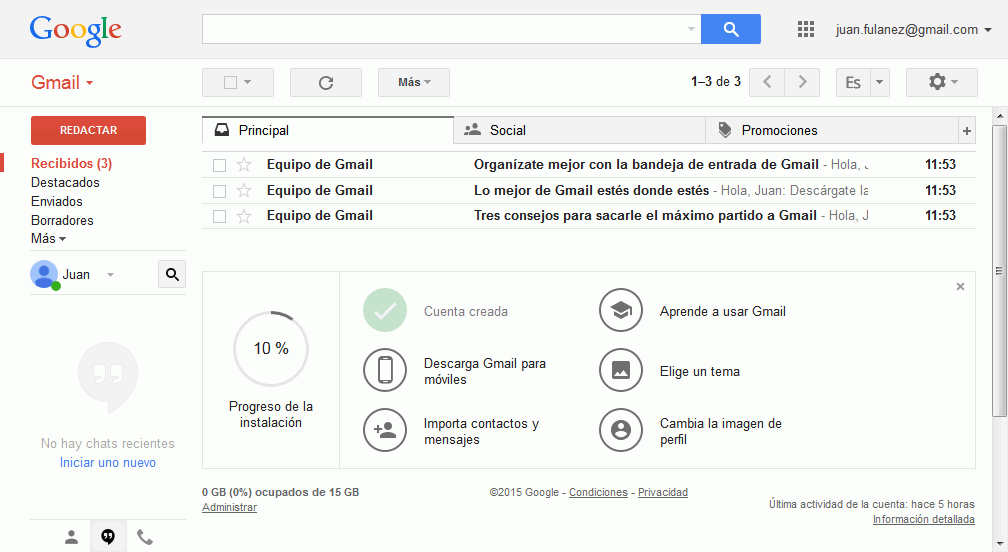 Google
juan.fulanez@gmail.com
Gmail
Más
1–3 de 3
Es
REDACTAR
Principal
Social
Promociones
+
Recibidos (3)
Destacados
Enviados
Borradores
Más
Equipo de Gmail Organízate mejor con la bandeja de entrada de Gmail - Hola, J 11:53
Equipo de Gmail Lo mejor de Gmail estés donde estés - Hola, Juan: Descárgate la 11:53
Equipo de Gmail Tres consejos para sacarle el máximo partido a Gmail - Hola, J 11:53
Juan
10 %
Progreso de la
instalación
Cuenta creada
Aprende a usar Gmail
Descarga Gmail para
móviles
Elige un tema
Importa contactos y
mensajes
Cambia la imagen de
perfil
No hay chats recientes
Iniciar uno nuevo
0 GB (0%) ocupados de 15 GB
Administrar
©2015 Google - Condiciones - Privacidad
Última actividad de la cuenta: hace 5 horas
Información detallada